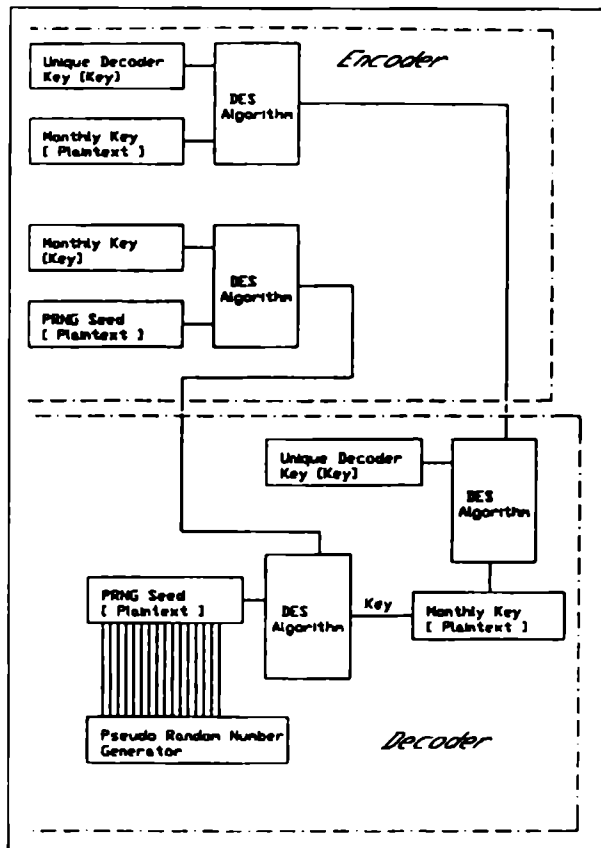 Encoder
Unique Decoder
Key (Key)
DES
Algorithm
Monthly Key
[ Plaintext ]
Monthly Key
(Key)
DES
Algorithm
PRNG Seed
[ Plaintext ]
Unique Decoder
Key (Key)
DES
Algorithm
PRNG Seed
[ Plaintext ]
DES
Algorithm
Key
Monthly Key
[ Plaintext ]
Pseudo Random Number
Generator
Decoder